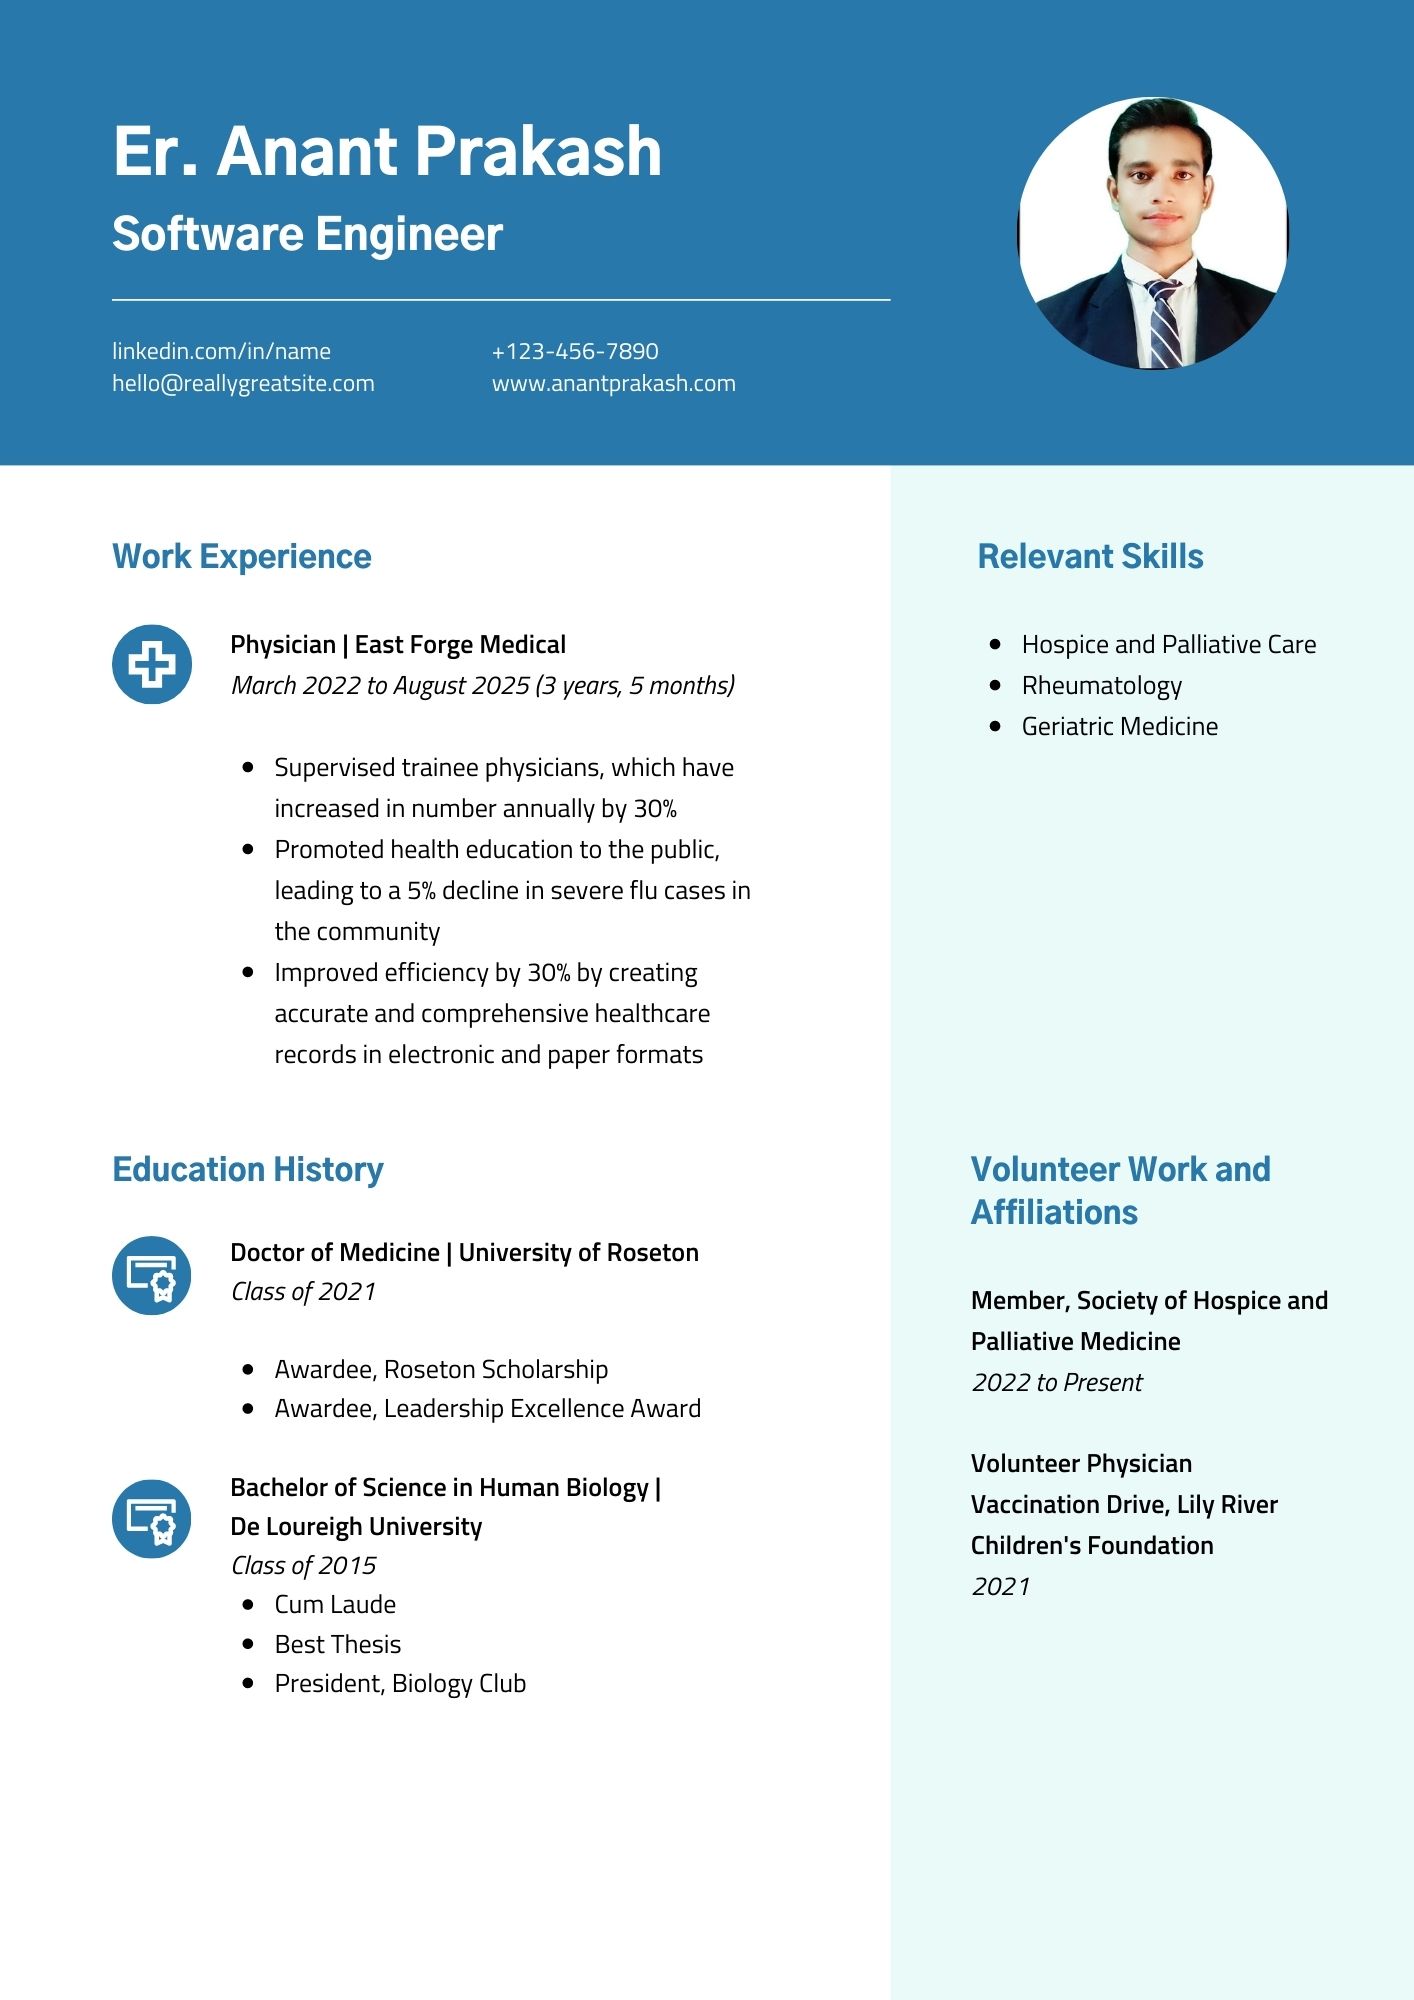 Er. Anant Prakash
Software Engineer
linkedin.com/in/name
hello@reallygreatsite.com
+123-456-7890
www.anantprakash.com
Work Experience
Physician | East Forge Medical
March 2022 to August 2025 (3 years, 5 months)
• Supervised trainee physicians, which have
increased in number annually by 30%
• Promoted health education to the public,
leading to a 5% decline in severe flu cases in
the community
• Improved efficiency by 30% by creating
accurate and comprehensive healthcare
records in electronic and paper formats
Education History
Doctor of Medicine | University of Roseton
Class of 2021
• Awardee, Roseton Scholarship
• Awardee, Leadership Excellence Award
Bachelor of Science in Human Biology |
De Loureigh University
Class of 2015
• Cum Laude
• Best Thesis
• President, Biology Club
Relevant Skills
• Hospice and Palliative Care
• Rheumatology
• Geriatric Medicine
Volunteer Work and
Affiliations
Member, Society of Hospice and
Palliative Medicine
2022 to Present
Volunteer Physician
Vaccination Drive, Lily River
Children's Foundation
2021